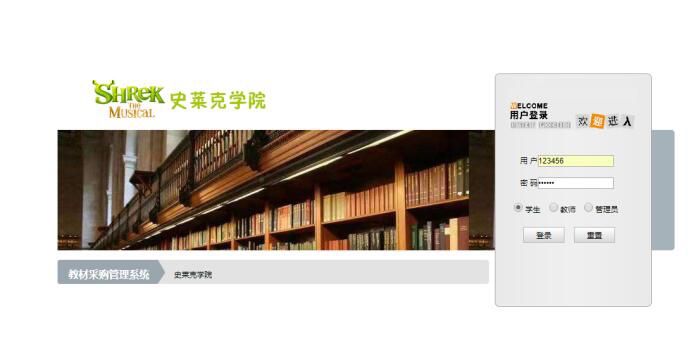 SHREK
THE
MUSICAL
史莱克学院
WELCOME
用户登录
欢迎进入
用 户 123456
密 码 ••••••
学生 教师 管理员
登录 重置
教材采购管理系统 史莱克学院